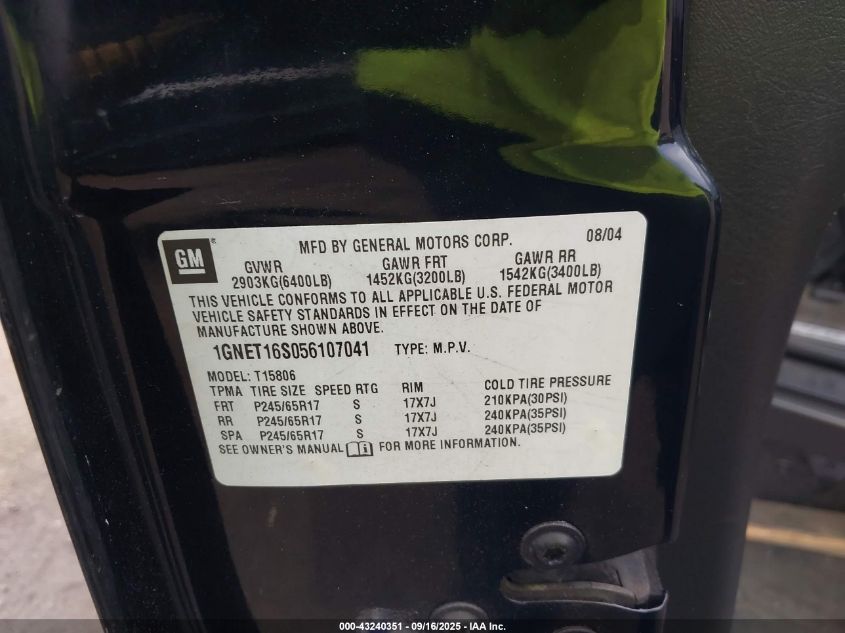 GM
MFD BY GENERAL MOTORS CORP. 08/04
GVWR GAWR FRT GAWR RR
2903KG(6400LB) 1452KG(3200LB) 1542KG(3400LB)
THIS VEHICLE CONFORMS TO ALL APPLICABLE U.S. FEDERAL MOTOR
VEHICLE SAFETY STANDARDS IN EFFECT ON THE DATE OF
MANUFACTURE SHOWN ABOVE.
1GNET16S056107041 TYPE: M.P.V.
MODEL: T15806
TPMA TIRE SIZE SPEED RTG RIM COLD TIRE PRESSURE
FRT P245/65R17 S 17X7J 210KPA(30PSI)
RR P245/65R17 S 17X7J 240KPA(35PSI)
SPA P245/65R17 S 17X7J 240KPA(35PSI)
SEE OWNER'S MANUAL FOR MORE INFORMATION.
000-43240351 - 09/16/2025 - IAA Inc.